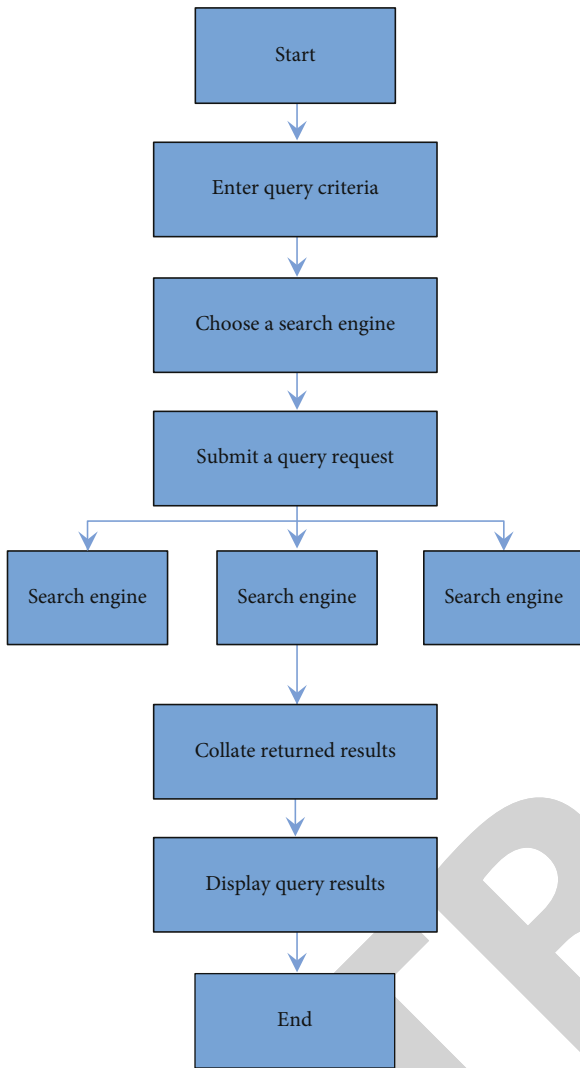 Start
Enter query criteria
Choose a search engine
Submit a query request
Search engine
Search engine
Search engine
Collate returned results
Display query results
End